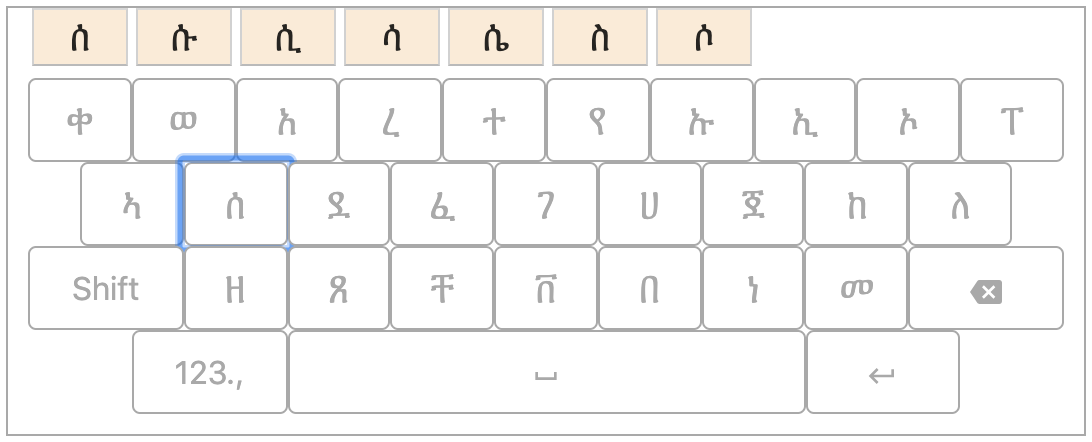 ሰ ሱ ሲ ሳ ሴ ስ ሶ
ቀ ወ አ ረ ተ የ ኡ ኢ ኦ ፐ
ኣ ሰ ደ ፈ ገ ሀ ጀ ከ ለ
Shift ዘ ጸ ቸ ቨ በ ነ መ
123.,